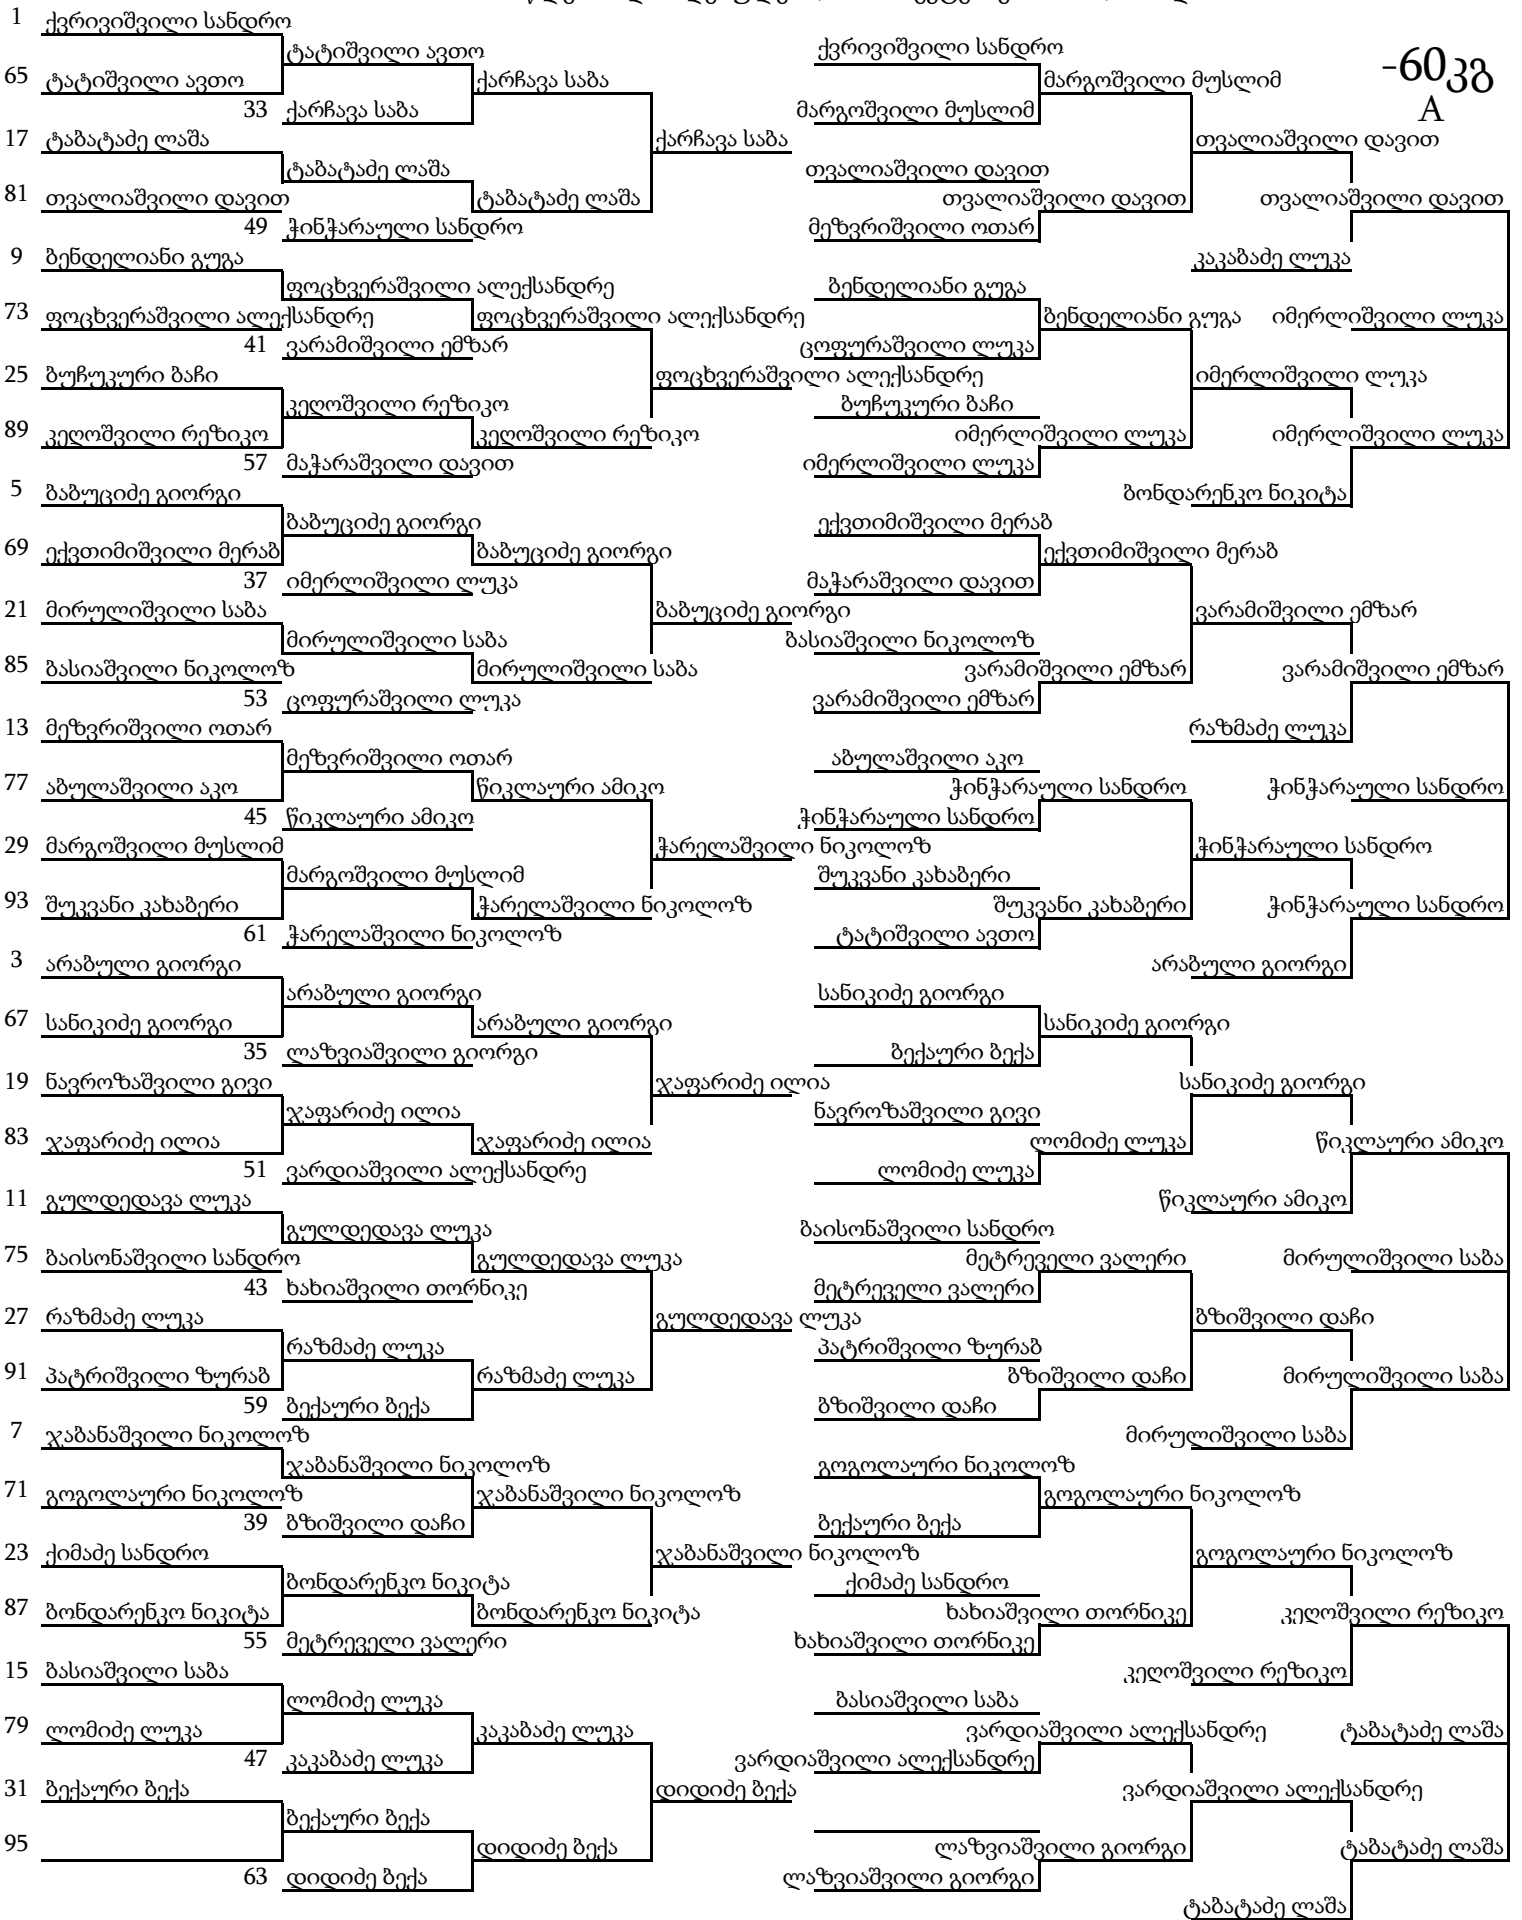 1 ქვრივიშვილი სანდრო
ტატიშვილი ავთო
ქვრივიშვილი სანდრო
-60კგ
65 ტატიშვილი ავთო
ქარჩავა საბა
მარგოშვილი მუსლიმ
33 ქარჩავა საბა
მარგოშვილი მუსლიმ
A
17 ტაბატაძე ლაშა
ქარჩავა საბა
თვალიაშვილი დავით
ტაბატაძე ლაშა
თვალიაშვილი დავით
81 თვალიაშვილი დავით
ტაბატაძე ლაშა
თვალიაშვილი დავით
თვალიაშვილი დავით
49 ჭინჭარაული სანდრო
მეზვრიშვილი ოთარ
9 ბენდელიანი გუგა
კაკაბაძე ლუკა
ფოცხვერაშვილი ალექსანდრე
ბენდელიანი გუგა
73 ფოცხვერაშვილი ალექსანდრე
ფოცხვერაშვილი ალექსანდრე
ბენდელიანი გუგა
იმერლიშვილი ლუკა
41 ვარამიშვილი ემზარ
ცოფურაშვილი ლუკა
25 ბუჩუკური ბაჩი
ფოცხვერაშვილი ალექსანდრე
იმერლიშვილი ლუკა
კეღოშვილი რეზიკო
ბუჩუკური ბაჩი
89 კეღოშვილი რეზიკო
კეღოშვილი რეზიკო
იმერლიშვილი ლუკა
იმერლიშვილი ლუკა
57 მაჭარაშვილი დავით
იმერლიშვილი ლუკა
5 ბაბუციძე გიორგი
ბონდარენკო ნიკიტა
ბაბუციძე გიორგი
ექვთიმიშვილი მერაბ
69 ექვთიმიშვილი მერაბ
ბაბუციძე გიორგი
ექვთიმიშვილი მერაბ
37 იმერლიშვილი ლუკა
მაჭარაშვილი დავით
21 მირულიშვილი საბა
ბაბუციძე გიორგი
ვარამიშვილი ემზარ
მირულიშვილი საბა
ბასიაშვილი ნიკოლოზ
85 ბასიაშვილი ნიკოლოზ
მირულიშვილი საბა
ვარამიშვილი ემზარ
ვარამიშვილი ემზარ
53 ცოფურაშვილი ლუკა
ვარამიშვილი ემზარ
13 მეზვრიშვილი ოთარ
რაზმაძე ლუკა
მეზვრიშვილი ოთარ
აბულაშვილი აკო
77 აბულაშვილი აკო
წიკლაური ამიკო
ჭინჭარაული სანდრო
ჭინჭარაული სანდრო
45 წიკლაური ამიკო
ჭინჭარაული სანდრო
29 მარგოშვილი მუსლიმ
ჭარელაშვილი ნიკოლოზ
ჭინჭარაული სანდრო
მარგოშვილი მუსლიმ
შუკვანი კახაბერი
93 შუკვანი კახაბერი
ჭარელაშვილი ნიკოლოზ
შუკვანი კახაბერი
ჭინჭარაული სანდრო
61 ჭარელაშვილი ნიკოლოზ
ტატიშვილი ავთო
3 არაბული გიორგი
არაბული გიორგი
არაბული გიორგი
სანიკიძე გიორგი
67 სანიკიძე გიორგი
არაბული გიორგი
სანიკიძე გიორგი
35 ლაზვიაშვილი გიორგი
ბექაური ბექა
19 ნავროზაშვილი გივი
ჯაფარიძე ილია
სანიკიძე გიორგი
ჯაფარიძე ილია
ნავროზაშვილი გივი
83 ჯაფარიძე ილია
ჯაფარიძე ილია
ლომიძე ლუკა
წიკლაური ამიკო
51 ვარდიაშვილი ალექსანდრე
ლომიძე ლუკა
11 გულდედავა ლუკა
წიკლაური ამიკო
გულდედავა ლუკა
ბაისონაშვილი სანდრო
75 ბაისონაშვილი სანდრო
გულდედავა ლუკა
მეტრეველი ვალერი
მირულიშვილი საბა
43 ხახიაშვილი თორნიკე
მეტრეველი ვალერი
27 რაზმაძე ლუკა
გულდედავა ლუკა
ბზიშვილი დაჩი
რაზმაძე ლუკა
პატრიშვილი ზურაბ
91 პატრიშვილი ზურაბ
რაზმაძე ლუკა
ბზიშვილი დაჩი
მირულიშვილი საბა
59 ბექაური ბექა
ბზიშვილი დაჩი
7 ჯაბანაშვილი ნიკოლოზ
მირულიშვილი საბა
ჯაბანაშვილი ნიკოლოზ
გოგოლაური ნიკოლოზ
71 გოგოლაური ნიკოლოზ
ჯაბანაშვილი ნიკოლოზ
გოგოლაური ნიკოლოზ
39 ბზიშვილი დაჩი
ბექაური ბექა
23 ქიმაძე სანდრო
ჯაბანაშვილი ნიკოლოზ
გოგოლაური ნიკოლოზ
ბონდარენკო ნიკიტა
ქიმაძე სანდრო
87 ბონდარენკო ნიკიტა
ბონდარენკო ნიკიტა
ხახიაშვილი თორნიკე
კეღოშვილი რეზიკო
55 მეტრეველი ვალერი
ხახიაშვილი თორნიკე
15 ბასიაშვილი საბა
კეღოშვილი რეზიკო
ლომიძე ლუკა
ბასიაშვილი საბა
79 ლომიძე ლუკა
კაკაბაძე ლუკა
ვარდიაშვილი ალექსანდრე
ტაბატაძე ლაშა
47 კაკაბაძე ლუკა
ვარდიაშვილი ალექსანდრე
31 ბექაური ბექა
დიდიძე ბექა
ვარდიაშვილი ალექსანდრე
ბექაური ბექა
95
დიდიძე ბექა
ლაზვიაშვილი გიორგი
ტაბატაძე ლაშა
63 დიდიძე ბექა
ლაზვიაშვილი გიორგი
ტაბატაძე ლაშა